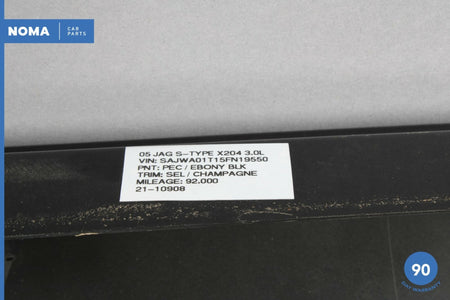 NOMA CAR PARTS
05 JAG S-TYPE X204 3.0L
VIN: SAJWA01T15FN19550
PNT: PEC / EBONY BLK
TRIM: SEL / CHAMPAGNE
MILEAGE: 92,000
21-10908
90
DAY WARRANTY